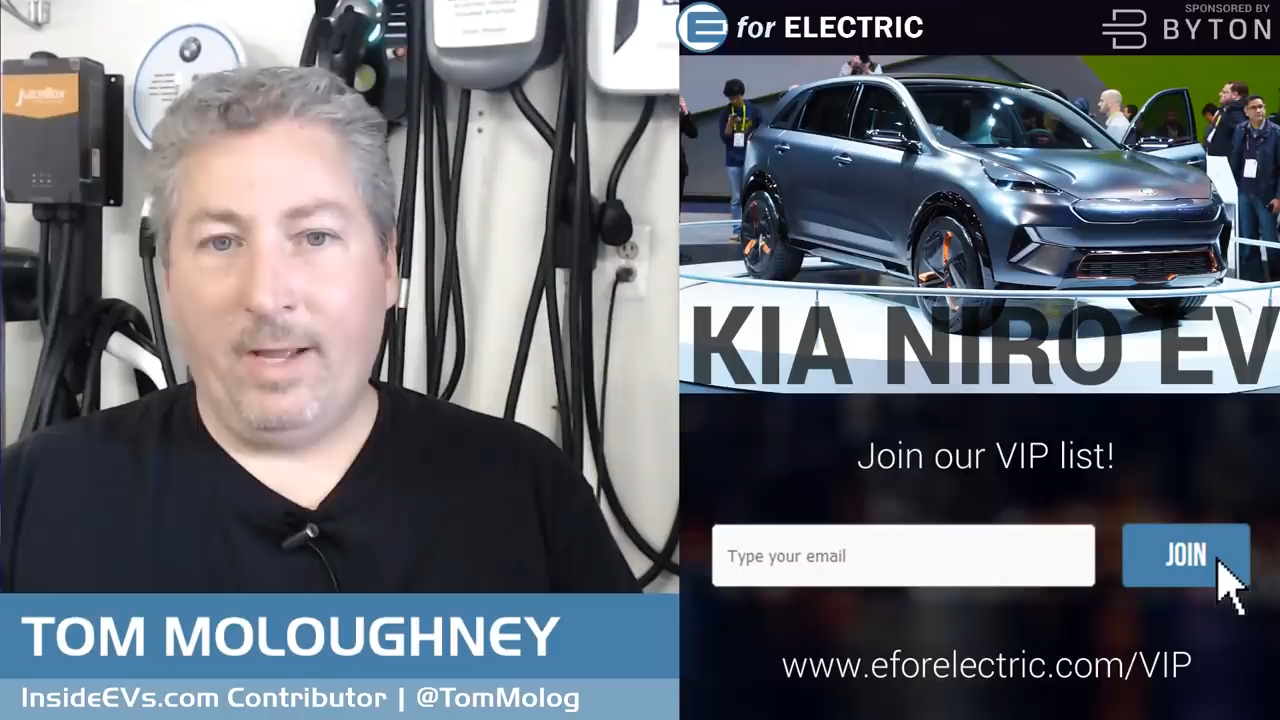 juiceBox
TOM MOLOUGHNEY
InsideEVs.com Contributor | @TomMolog
E for ELECTRIC
SPONSORED BY
BYTON
KIA NIRO EV
Join our VIP list!
Type your email
JOIN
www.eforelectric.com/VIP